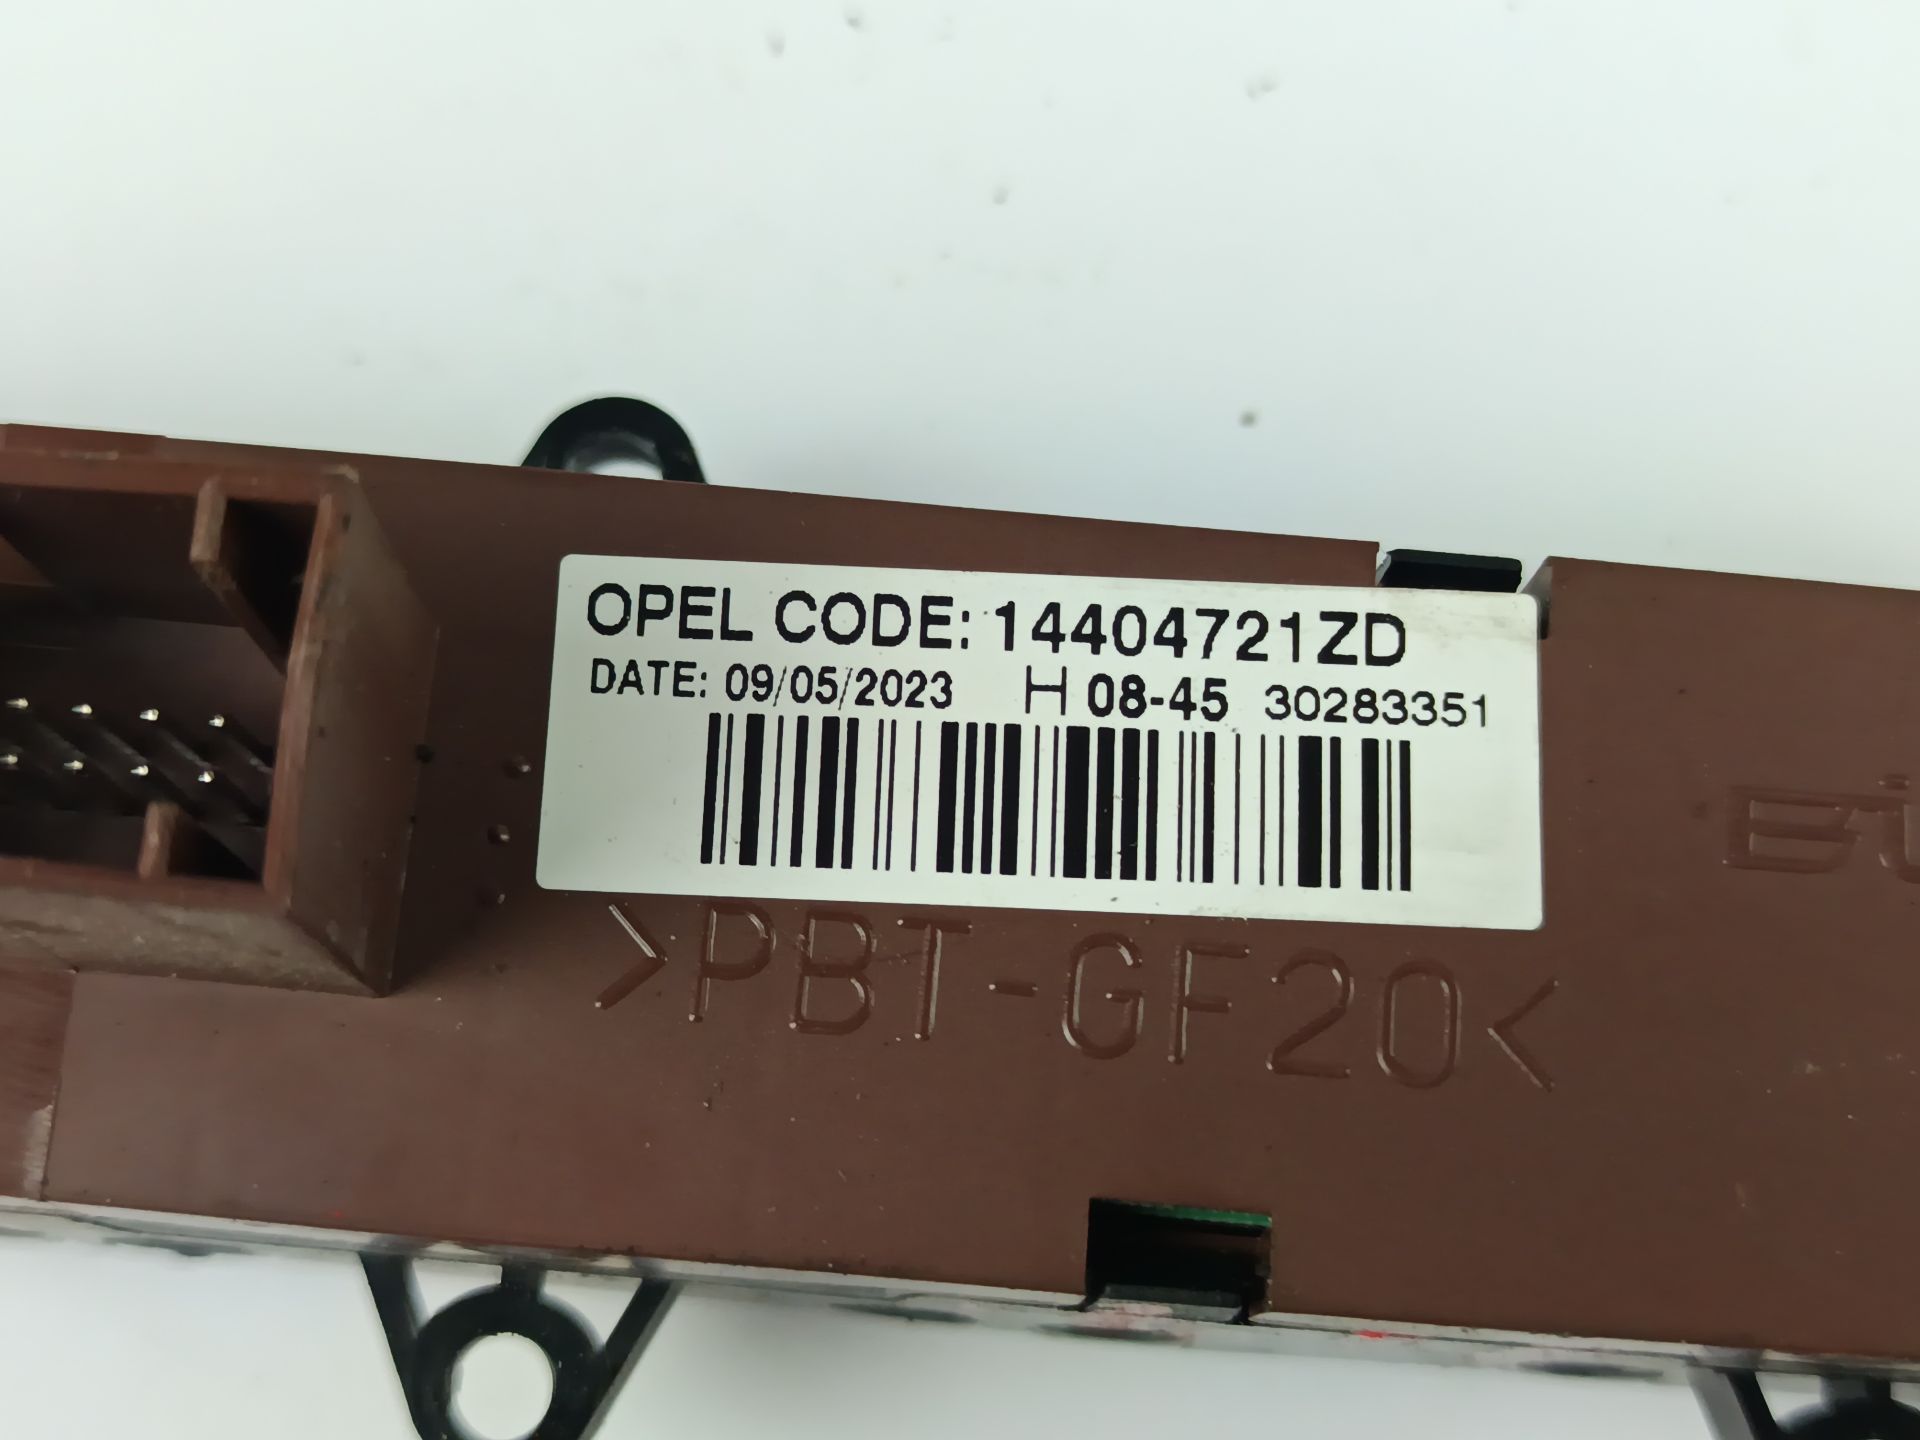 OPEL CODE: 14404721ZD
DATE: 09/05/2023 H 08-45 30283351
>PBT-GF20<